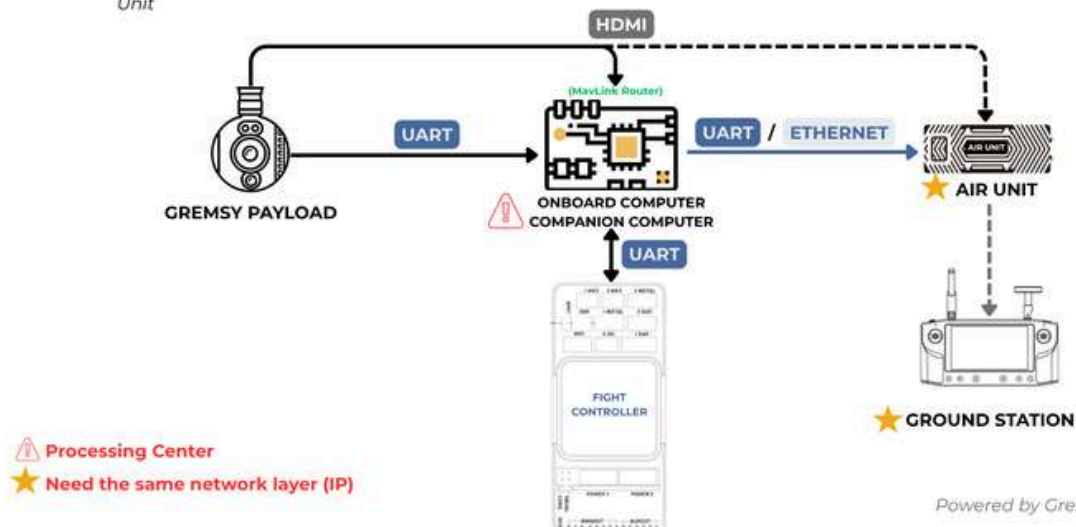 Unit
HDMI
(MavLink Router)
UART
UART / ETHERNET
AIR UNIT
AIR UNIT
GREMSY PAYLOAD
ONBOARD COMPUTER
COMPANION COMPUTER
UART
FIGHT
CONTROLLER
GROUND STATION
Processing Center
Need the same network layer (IP)
POWER 1 POWER 2
Powered by Gre